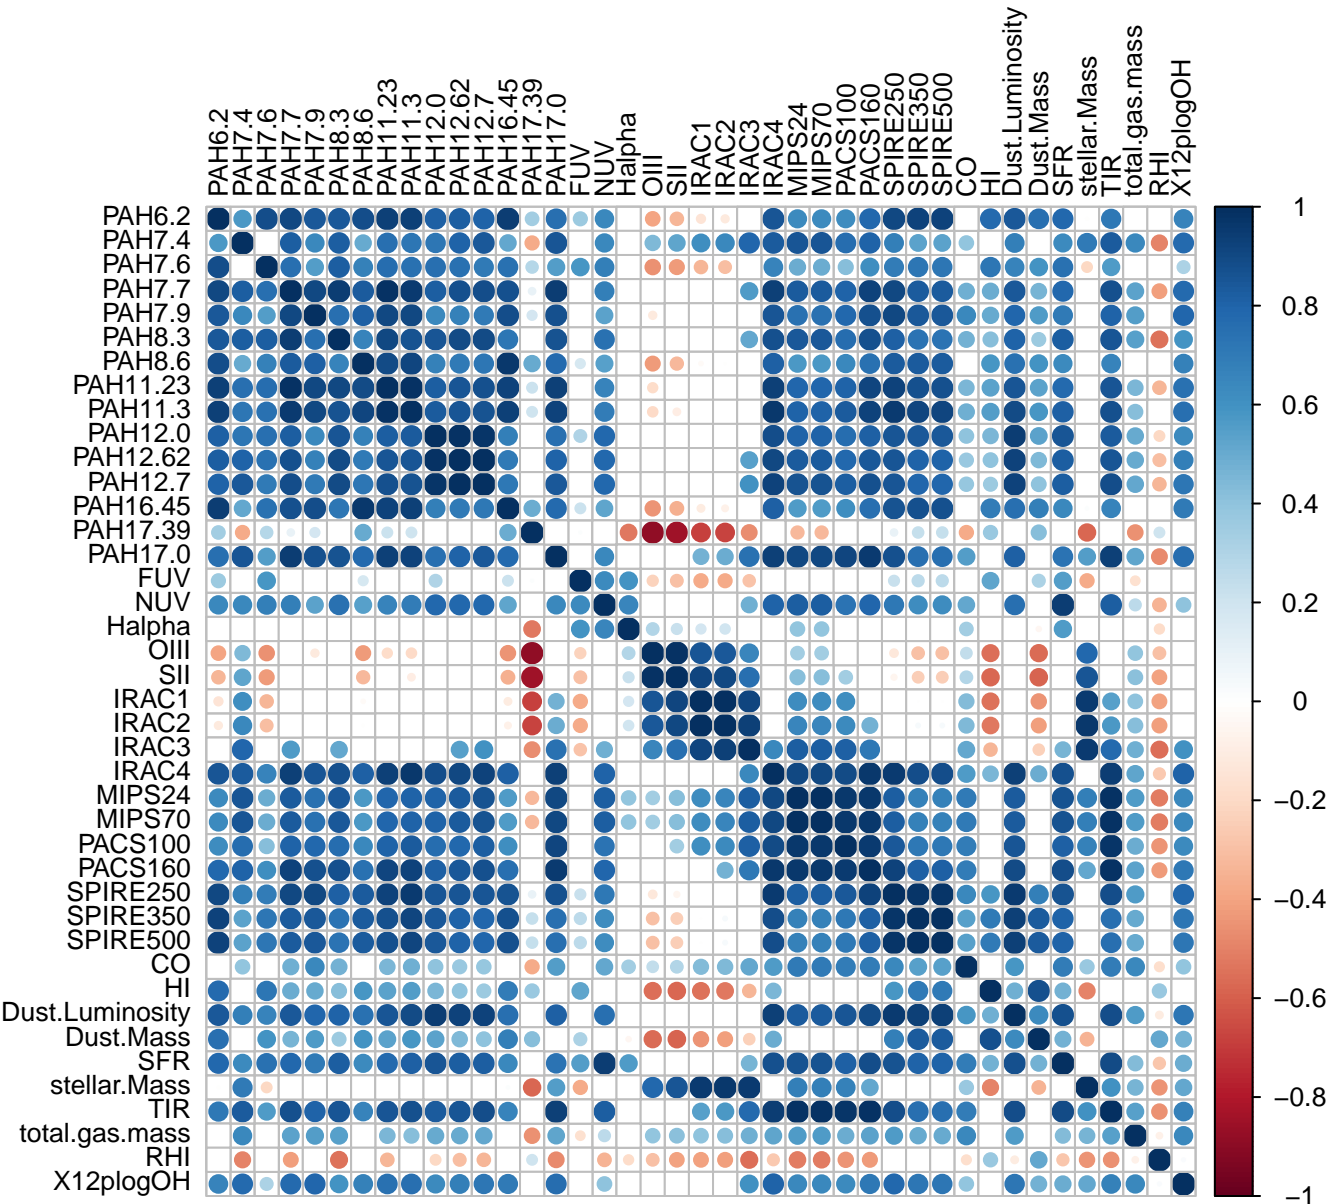 PAH6.2
PAH7.4
PAH7.6
PAH7.7
PAH7.9
PAH8.3
PAH8.6
PAH11.23
PAH11.3
PAH12.0
PAH12.62
PAH12.7
PAH16.45
PAH17.39
PAH17.0
FUV
NUV
Halpha
OIII
SII
IRAC1
IRAC2
IRAC3
IRAC4
MIPS24
MIPS70
PACS100
PACS160
SPIRE250
SPIRE350
SPIRE500
CO
HI
Dust.Luminosity
Dust.Mass
SFR
stellar.Mass
TIR
total.gas.mass
RHI
X12plogOH
PAH6.2
PAH7.4
PAH7.6
PAH7.7
PAH7.9
PAH8.3
PAH8.6
PAH11.23
PAH11.3
PAH12.0
PAH12.62
PAH12.7
PAH16.45
PAH17.39
PAH17.0
FUV
NUV
Halpha
OIII
SII
IRAC1
IRAC2
IRAC3
IRAC4
MIPS24
MIPS70
PACS100
PACS160
SPIRE250
SPIRE350
SPIRE500
CO
HI
Dust.Luminosity
Dust.Mass
SFR
stellar.Mass
TIR
total.gas.mass
RHI
X12plogOH
1
0.8
0.6
0.4
0.2
0
−0.2
−0.4
−0.6
−0.8
−1